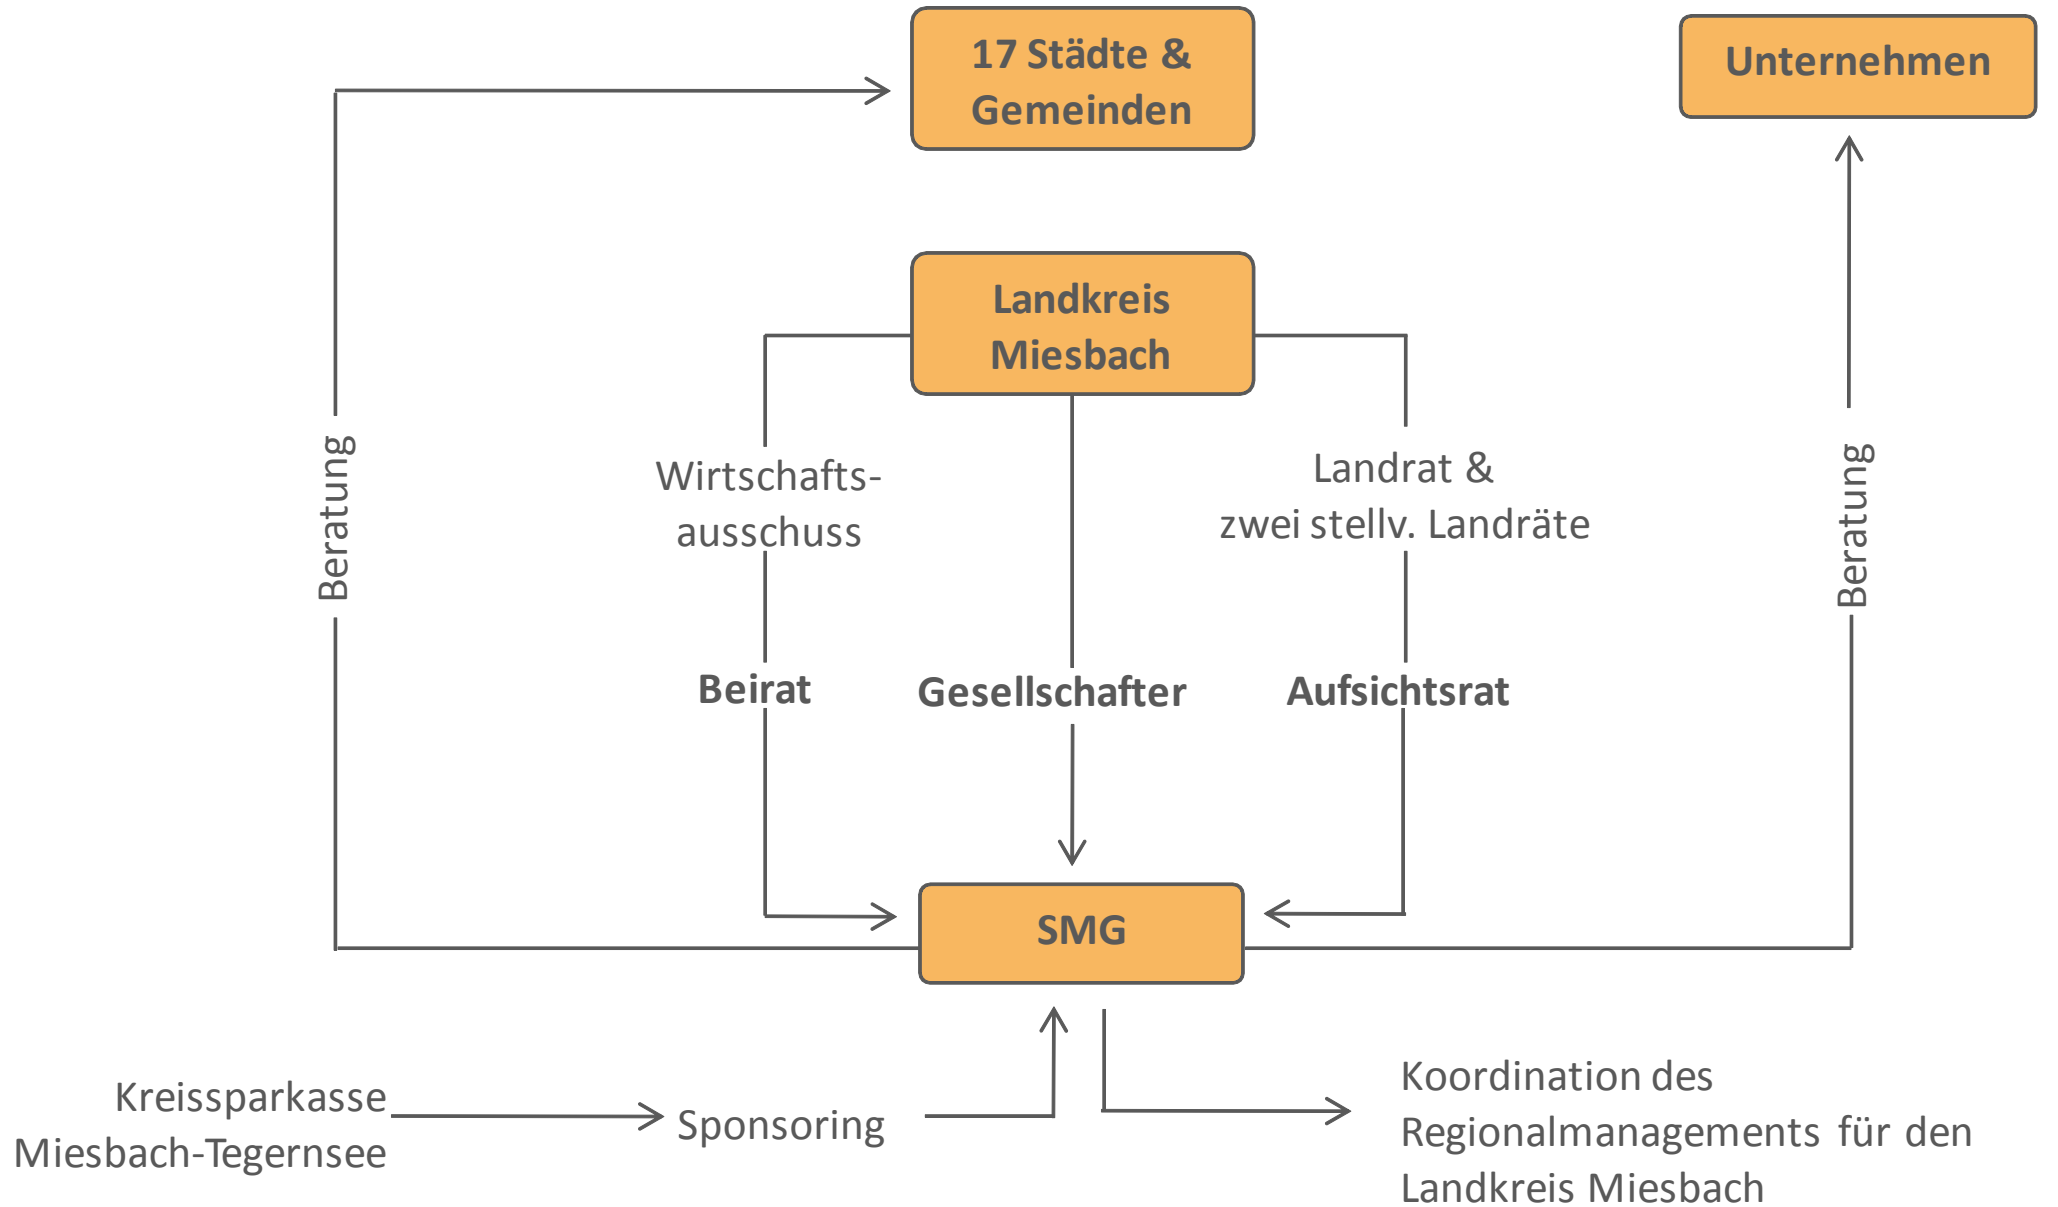 17 Städte &
Gemeinden
Unternehmen
Landkreis
Miesbach
Beratung
Wirtschafts-
ausschuss
Landrat &
zwei stellv. Landräte
Beratung
Beirat
Gesellschafter
Aufsichtsrat
SMG
Kreissparkasse
Miesbach-Tegernsee
Sponsoring
Koordination des
Regionalmanagements für den
Landkreis Miesbach